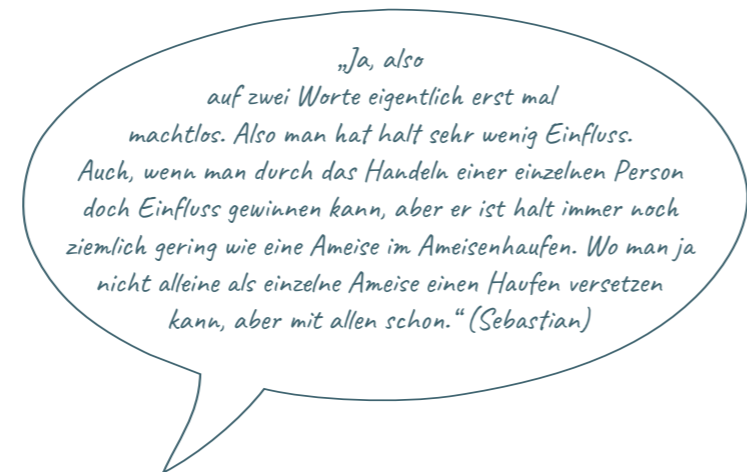 „Ja, also
auf zwei Worte eigentlich erst mal
machtlos. Also man hat halt sehr wenig Einfluss.
Auch, wenn man durch das Handeln einer einzelnen Person
doch Einfluss gewinnen kann, aber er ist halt immer noch
ziemlich gering wie eine Ameise im Ameisenhaufen. Wo man ja
nicht alleine als einzelne Ameise einen Haufen versetzen
kann, aber mit allen schon.“ (Sebastian)